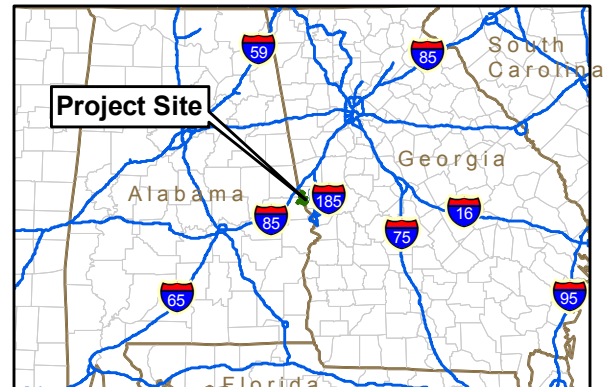 59
85
South
Carolina
Project Site
Georgia
Alabama
185
85
16
75
65
95
Florida